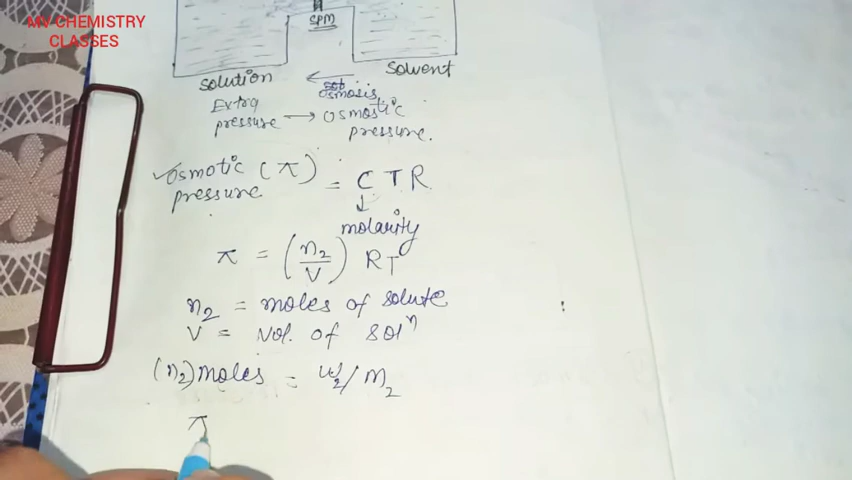 MV CHEMISTRY
CLASSES
SPM
solution
solvent
osmosis
Extra
pressure → osmotic
pressure.
✓osmotic (π)
pressure = C T R
↓
molarity
π = (n₂/V) RT
n₂ = moles of solute
V = Vol. of solⁿ
(n₂) moles = w₂/M₂
π